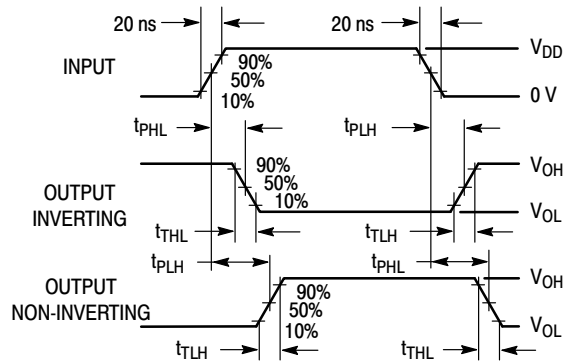 20 ns 20 ns
INPUT 90% 50% 10% V_DD 0 V
t_PHL t_PLH
OUTPUT INVERTING 90% 50% 10% V_OH V_OL
t_THL t_TLH
t_PLH t_PHL
OUTPUT NON-INVERTING 90% 50% 10% V_OH V_OL
t_TLH t_THL